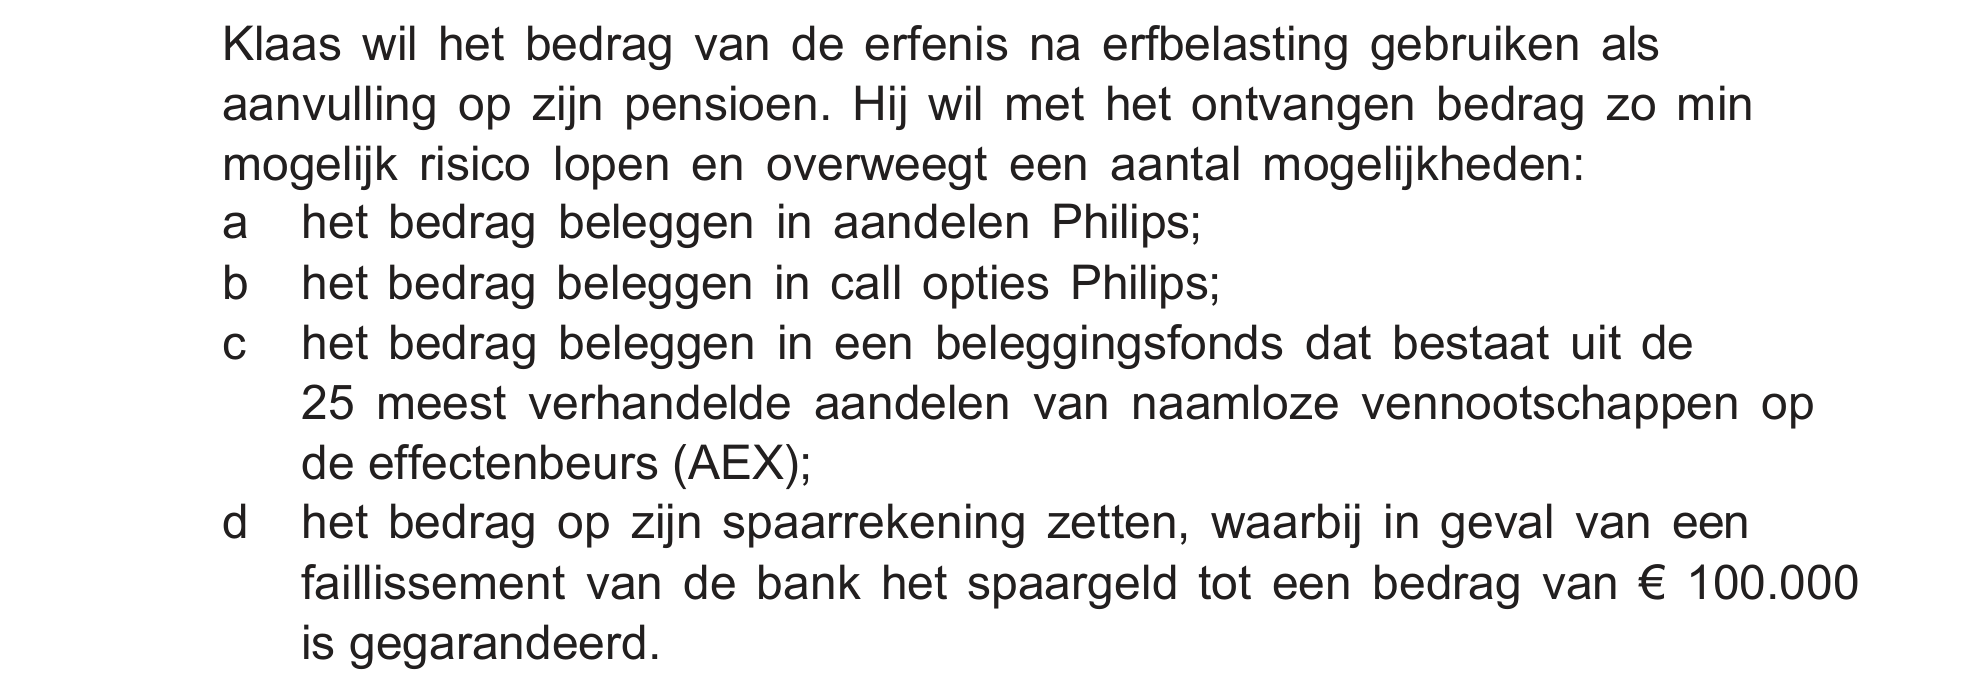 Klaas wil het bedrag van de erfenis na erfbelasting gebruiken als
aanvulling op zijn pensioen. Hij wil met het ontvangen bedrag zo min
mogelijk risico lopen en overweegt een aantal mogelijkheden:
a het bedrag beleggen in aandelen Philips;
b het bedrag beleggen in call opties Philips;
c het bedrag beleggen in een beleggingsfonds dat bestaat uit de
25 meest verhandelde aandelen van naamloze vennootschappen op
de effectenbeurs (AEX);
d het bedrag op zijn spaarrekening zetten, waarbij in geval van een
faillissement van de bank het spaargeld tot een bedrag van € 100.000
is gegarandeerd.